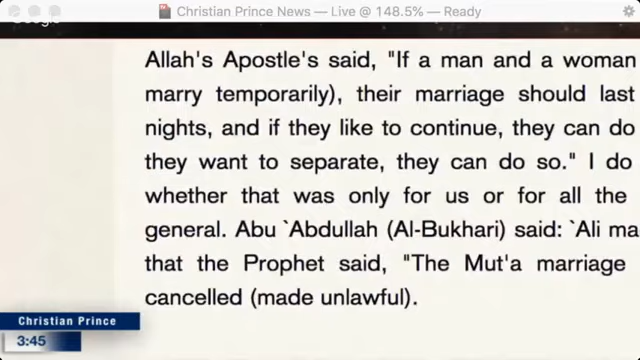 Christian Prince News — Live @ 148.5% — Ready
Allah's Apostle's said, "If a man and a woman
marry temporarily), their marriage should last
nights, and if they like to continue, they can do
they want to separate, they can do so." I do
whether that was only for us or for all the
general. Abu `Abdullah (Al-Bukhari) said: `Ali ma
that the Prophet said, "The Mut'a marriage
cancelled (made unlawful).
Christian Prince
3:45